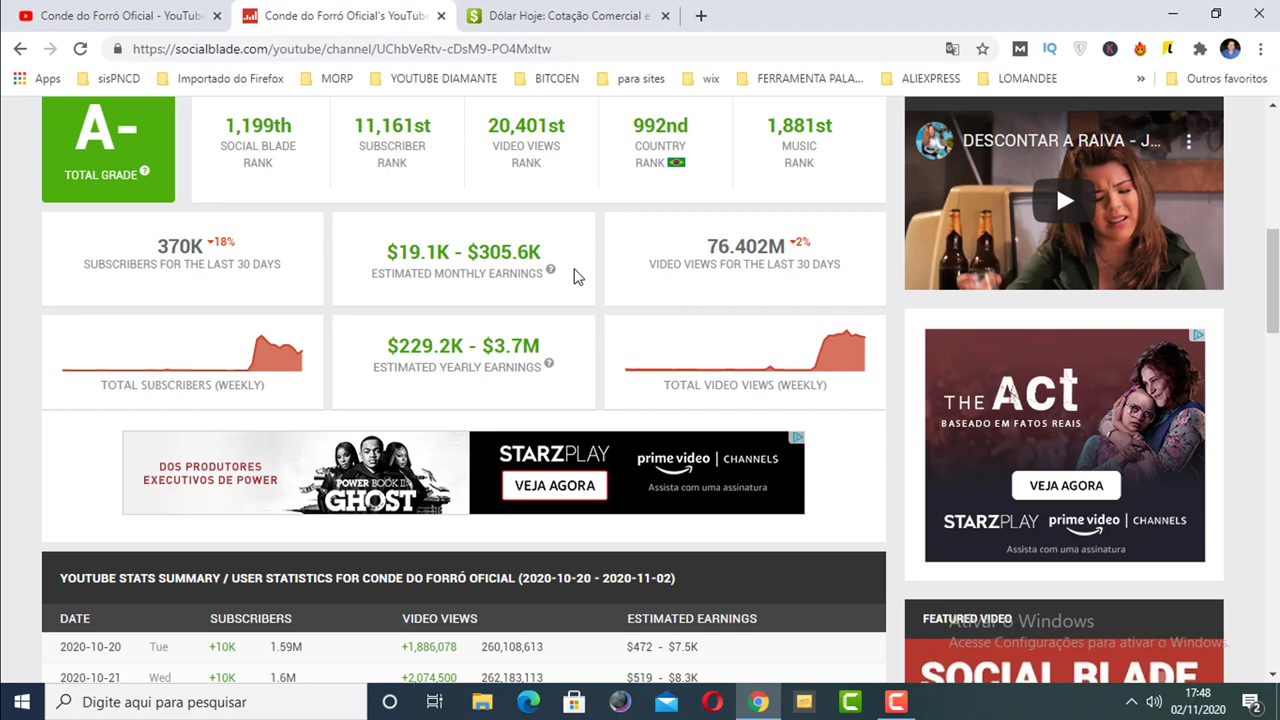 Conde do Forró Oficial - YouTube
Conde do Forró Oficial's YouTube
Dólar Hoje: Cotação Comercial e
https://socialblade.com/youtube/channel/UChbVeRtv-cDsM9-PO4MxItw
Apps
sisPNCD
Importado do Firefox
MORP
YOUTUBE DIAMANTE
BITCOEN
para sites
wix
FERRAMENTA PALA...
ALIEXPRESS
LOMANDEE
»
Outros favoritos
A-
TOTAL GRADE
1,199th
SOCIAL BLADE
RANK
11,161st
SUBSCRIBER
RANK
20,401st
VIDEO VIEWS
RANK
992nd
COUNTRY
RANK
1,881st
MUSIC
RANK
370K 18%
SUBSCRIBERS FOR THE LAST 30 DAYS
$19.1K - $305.6K
ESTIMATED MONTHLY EARNINGS
76.402M 2%
VIDEO VIEWS FOR THE LAST 30 DAYS
TOTAL SUBSCRIBERS (WEEKLY)
$229.2K - $3.7M
ESTIMATED YEARLY EARNINGS
TOTAL VIDEO VIEWS (WEEKLY)
DOS PRODUTORES
EXECUTIVOS DE POWER
POWER BOOK II
GHOST
STARZPLAY
VEJA AGORA
prime video | CHANNELS
Assista com uma assinatura
YOUTUBE STATS SUMMARY / USER STATISTICS FOR CONDE DO FORRÓ OFICIAL (2020-10-20 - 2020-11-02)
DATE SUBSCRIBERS VIDEO VIEWS ESTIMATED EARNINGS
2020-10-20 Tue +10K 1.59M +1,886,078 260,108,613 $472 - $7.5K
2020-10-21 Wed +10K 1.6M +2,074,500 262,183,113 $519 - $8.3K
DESCONTAR A RAIVA - J...
THE Act
BASEADO EM FATOS REAIS
VEJA AGORA
STARZPLAY prime video | CHANNELS
Assista com uma assinatura
FEATURED VIDEO
SOCIAL BLADE
Ativar o Windows
Acesse Configurações para ativar o Windows.
Digite aqui para pesquisar
17:48
02/11/2020
2